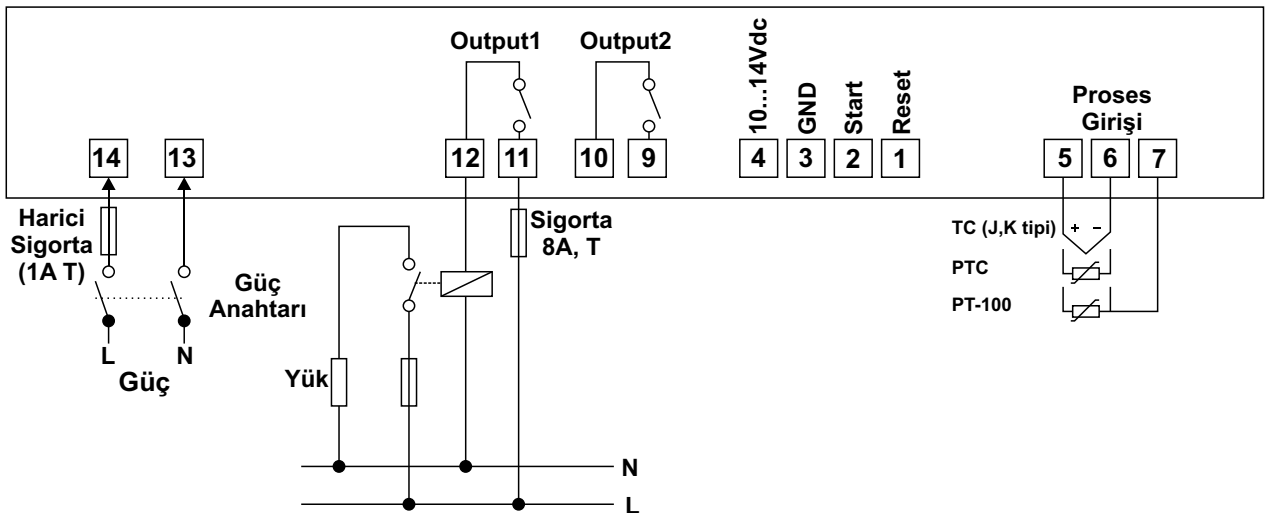 Output1 Output2
10...14Vdc
GND
Start
Reset
Proses
Girişi
14 13 12 11 10 9 4 3 2 1 5 6 7
Harici
Sigorta
(1A T)
Güç
Anahtarı
Sigorta
8A, T
TC (J,K tipi) + -
PTC
PT-100
L N
Güç
Yük
N
L